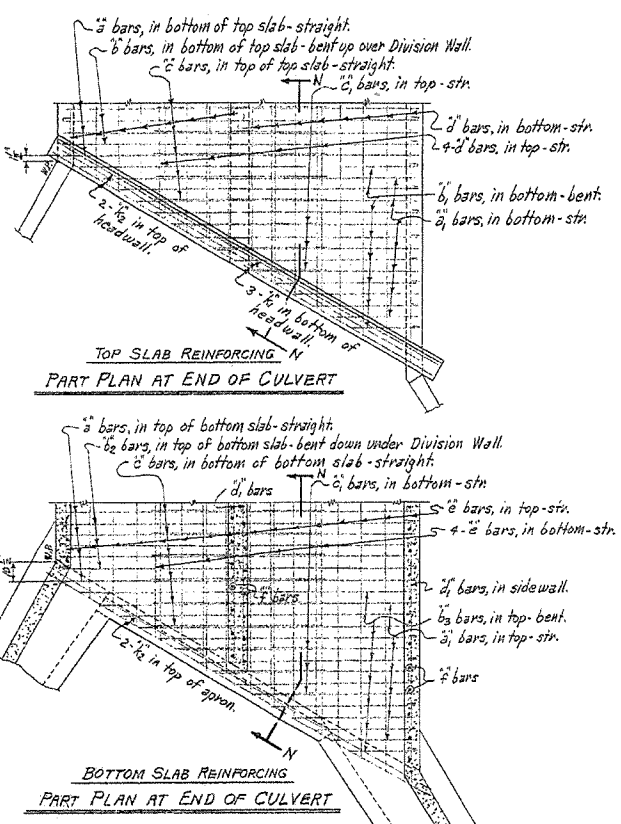 "a" bars, in bottom of top slab-straight.
"b" bars, in bottom of top slab-bent up over Division Wall.
"c" bars, in top of top slab-straight.
N
"c₁" bars, in top-str.
"d" bars, in bottom-str.
4-"d" bars, in top-str.
"b₁" bars, in bottom-bent.
"a₁" bars, in bottom-str.
W.P.
2-"k₂" in top of
headwall.
3-"k₁" in bottom of
headwall.
N
TOP SLAB REINFORCING
PART PLAN AT END OF CULVERT
"a" bars, in top of bottom slab-straight.
"b₂" bars, in top of bottom slab-bent down under Division Wall.
"c" bars, in bottom of bottom slab-straight.
"d₁" bars
N
"c₁" bars, in bottom-str.
"e" bars, in top-str.
4-"e" bars, in bottom-str.
W.P.
"d₁" bars, in sidewall.
"f" bars
"b₃" bars, in top-bent.
"a₁" bars, in top-str.
"f" bars
2-"k₂" in top of apron.
N
BOTTOM SLAB REINFORCING
PART PLAN AT END OF CULVERT